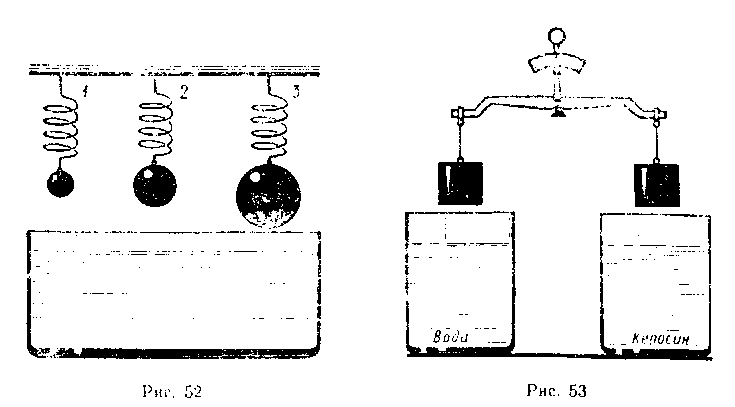 1 2 3
Вода
Керосин
Рис. 52
Рис. 53